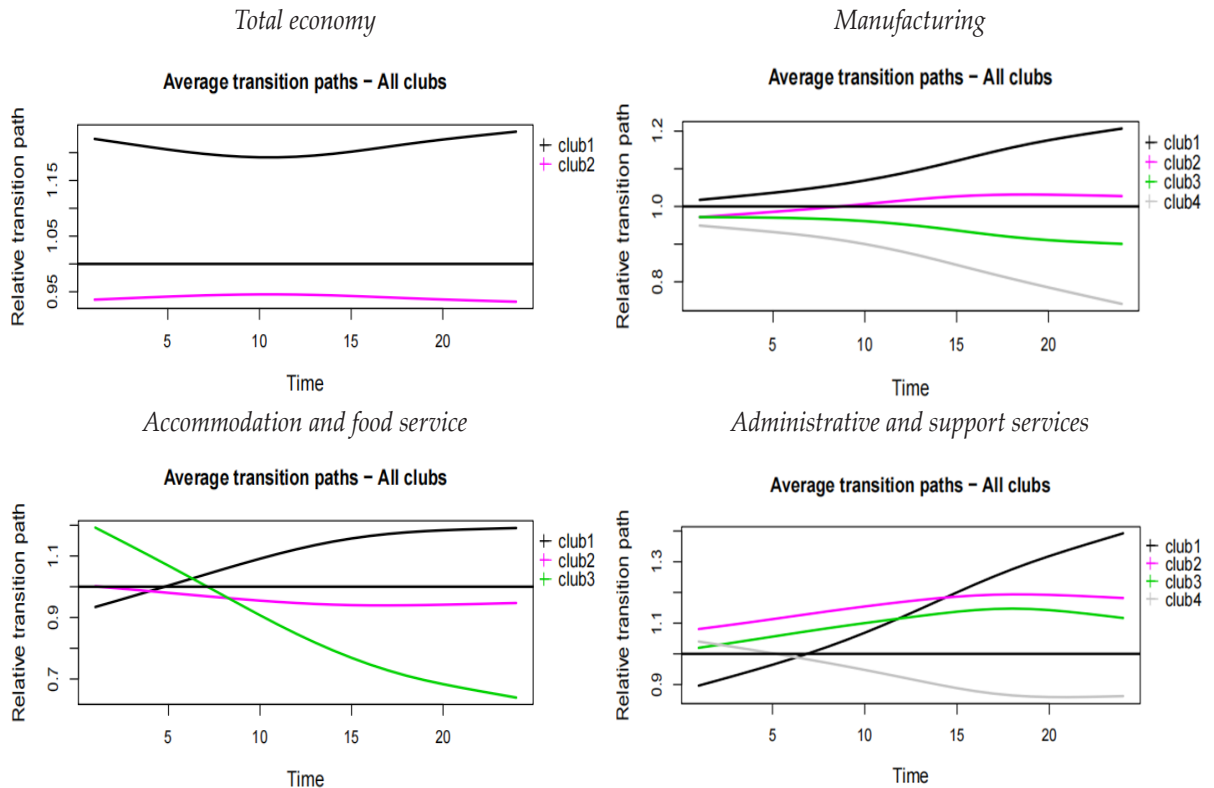 Total economy
Average transition paths – All clubs
Relative transition path
1.15
1.05
0.95
5 10 15 20
Time
club1
club2
Manufacturing
Average transition paths – All clubs
Relative transition path
1.2
1.0
0.8
5 10 15 20
Time
club1
club2
club3
club4
Accommodation and food service
Average transition paths – All clubs
Relative transition path
1.1
0.9
0.7
5 10 15 20
Time
club1
club2
club3
Administrative and support services
Average transition paths – All clubs
Relative transition path
1.3
1.1
0.9
5 10 15 20
Time
club1
club2
club3
club4